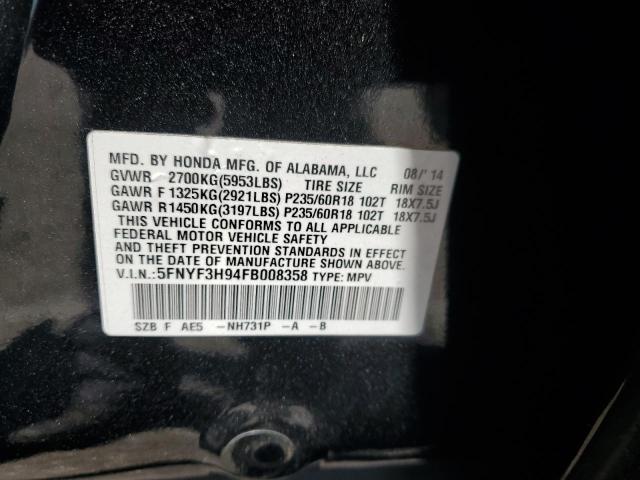 MFD. BY HONDA MFG. OF ALABAMA, LLC 08/'14
GVWR 2700KG(5953LBS) TIRE SIZE RIM SIZE
GAWR F 1325KG(2921LBS) P235/60R18 102T 18X7.5J
GAWR R1450KG(3197LBS) P235/60R18 102T 18X7.5J
THIS VEHICLE CONFORMS TO ALL APPLICABLE
FEDERAL MOTOR VEHICLE SAFETY
AND THEFT PREVENTION STANDARDS IN EFFECT
ON THE DATE OF MANUFACTURE SHOWN ABOVE.
V.I.N.:5FNYF3H94FB008358 TYPE: MPV
SZB F AE5 -NH731P -A -B